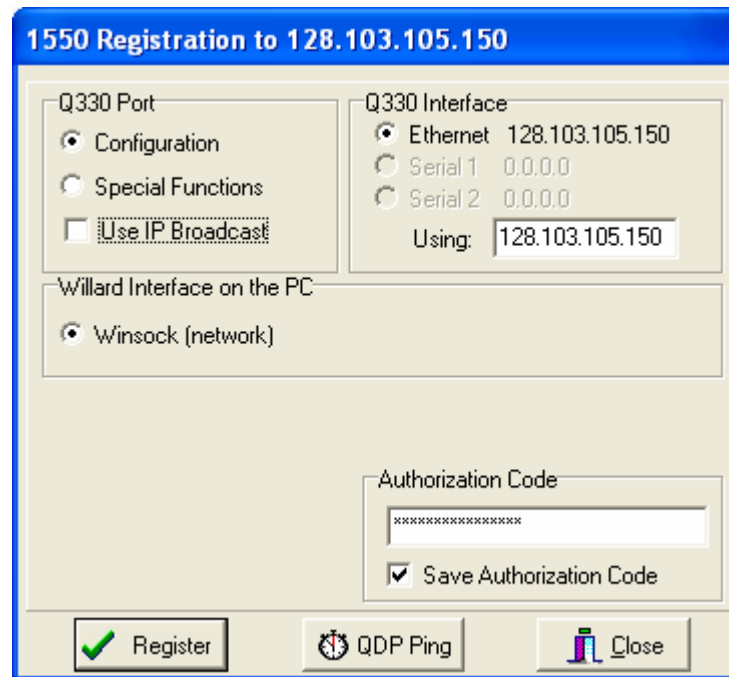 1550 Registration to 128.103.105.150
Q330 Port
Configuration
Special Functions
Use IP Broadcast
Q330 Interface
Ethernet 128.103.105.150
Serial 1 0.0.0.0
Serial 2 0.0.0.0
Using: 128.103.105.150
Willard Interface on the PC
Winsock (network)
Authorization Code
****************
Save Authorization Code
Register
QDP Ping
Close